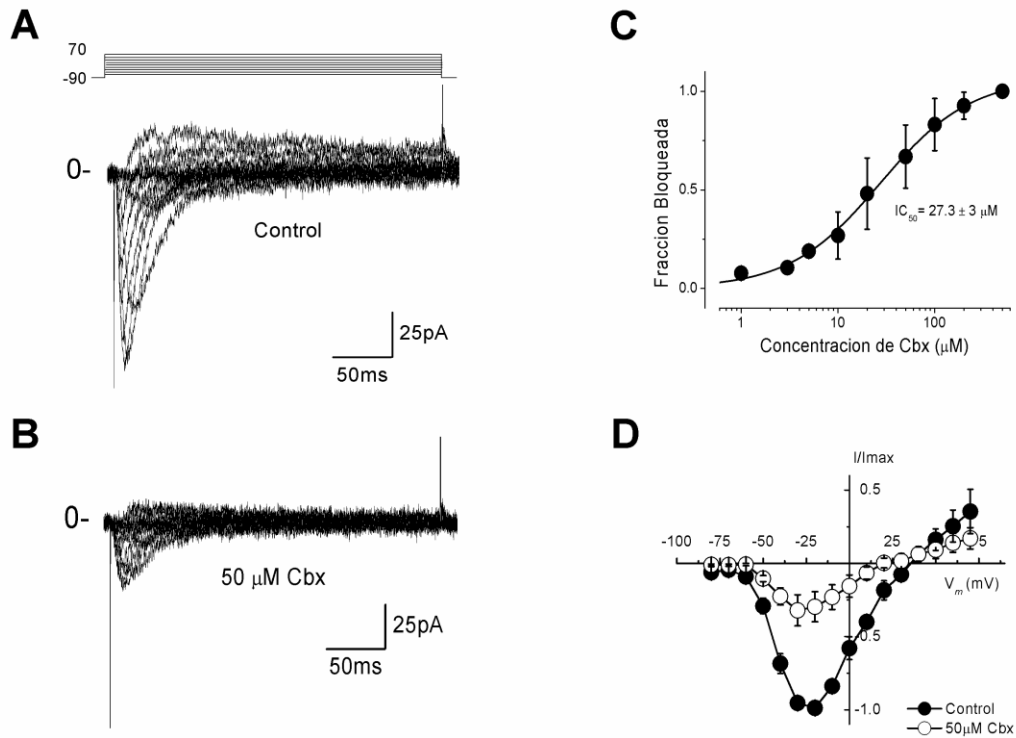 A
70
-90
0-
Control
25pA
50ms
B
0-
50 μM Cbx
25pA
50ms
C
Fraccion Bloqueada
1.0
0.5
0.0
IC50= 27.3 ± 3 μM
1
10
100
Concentracion de Cbx (μM)
D
I/Imax
0.5
-100
-75
-50
-25
25
75
Vm (mV)
-0.5
-1.0
Control
50μM Cbx